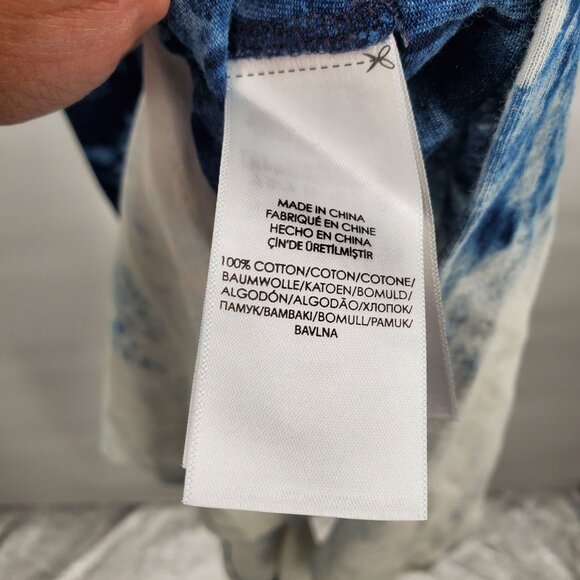 MADE IN CHINA
FABRIQUÉ EN CHINE
HECHO EN CHINA
ÇİN'DE ÜRETİLMİŞTİR
100% COTTON/COTON/COTONE/
BAUMWOLLE/KATOEN/BOMULD/
ALGODÓN/ALGODÃO/ХЛОПОК
ПАМУК/BAMBAKI/BOMULL/PAMUK/
BAVLNA